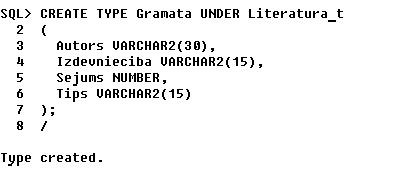 SQL> CREATE TYPE Gramata UNDER Literatura_t
  2  (
  3    Autors VARCHAR2(30),
  4    Izdevnieciba VARCHAR2(15),
  5    Sejums NUMBER,
  6    Tips VARCHAR2(15)
  7  );
  8  /
Type created.